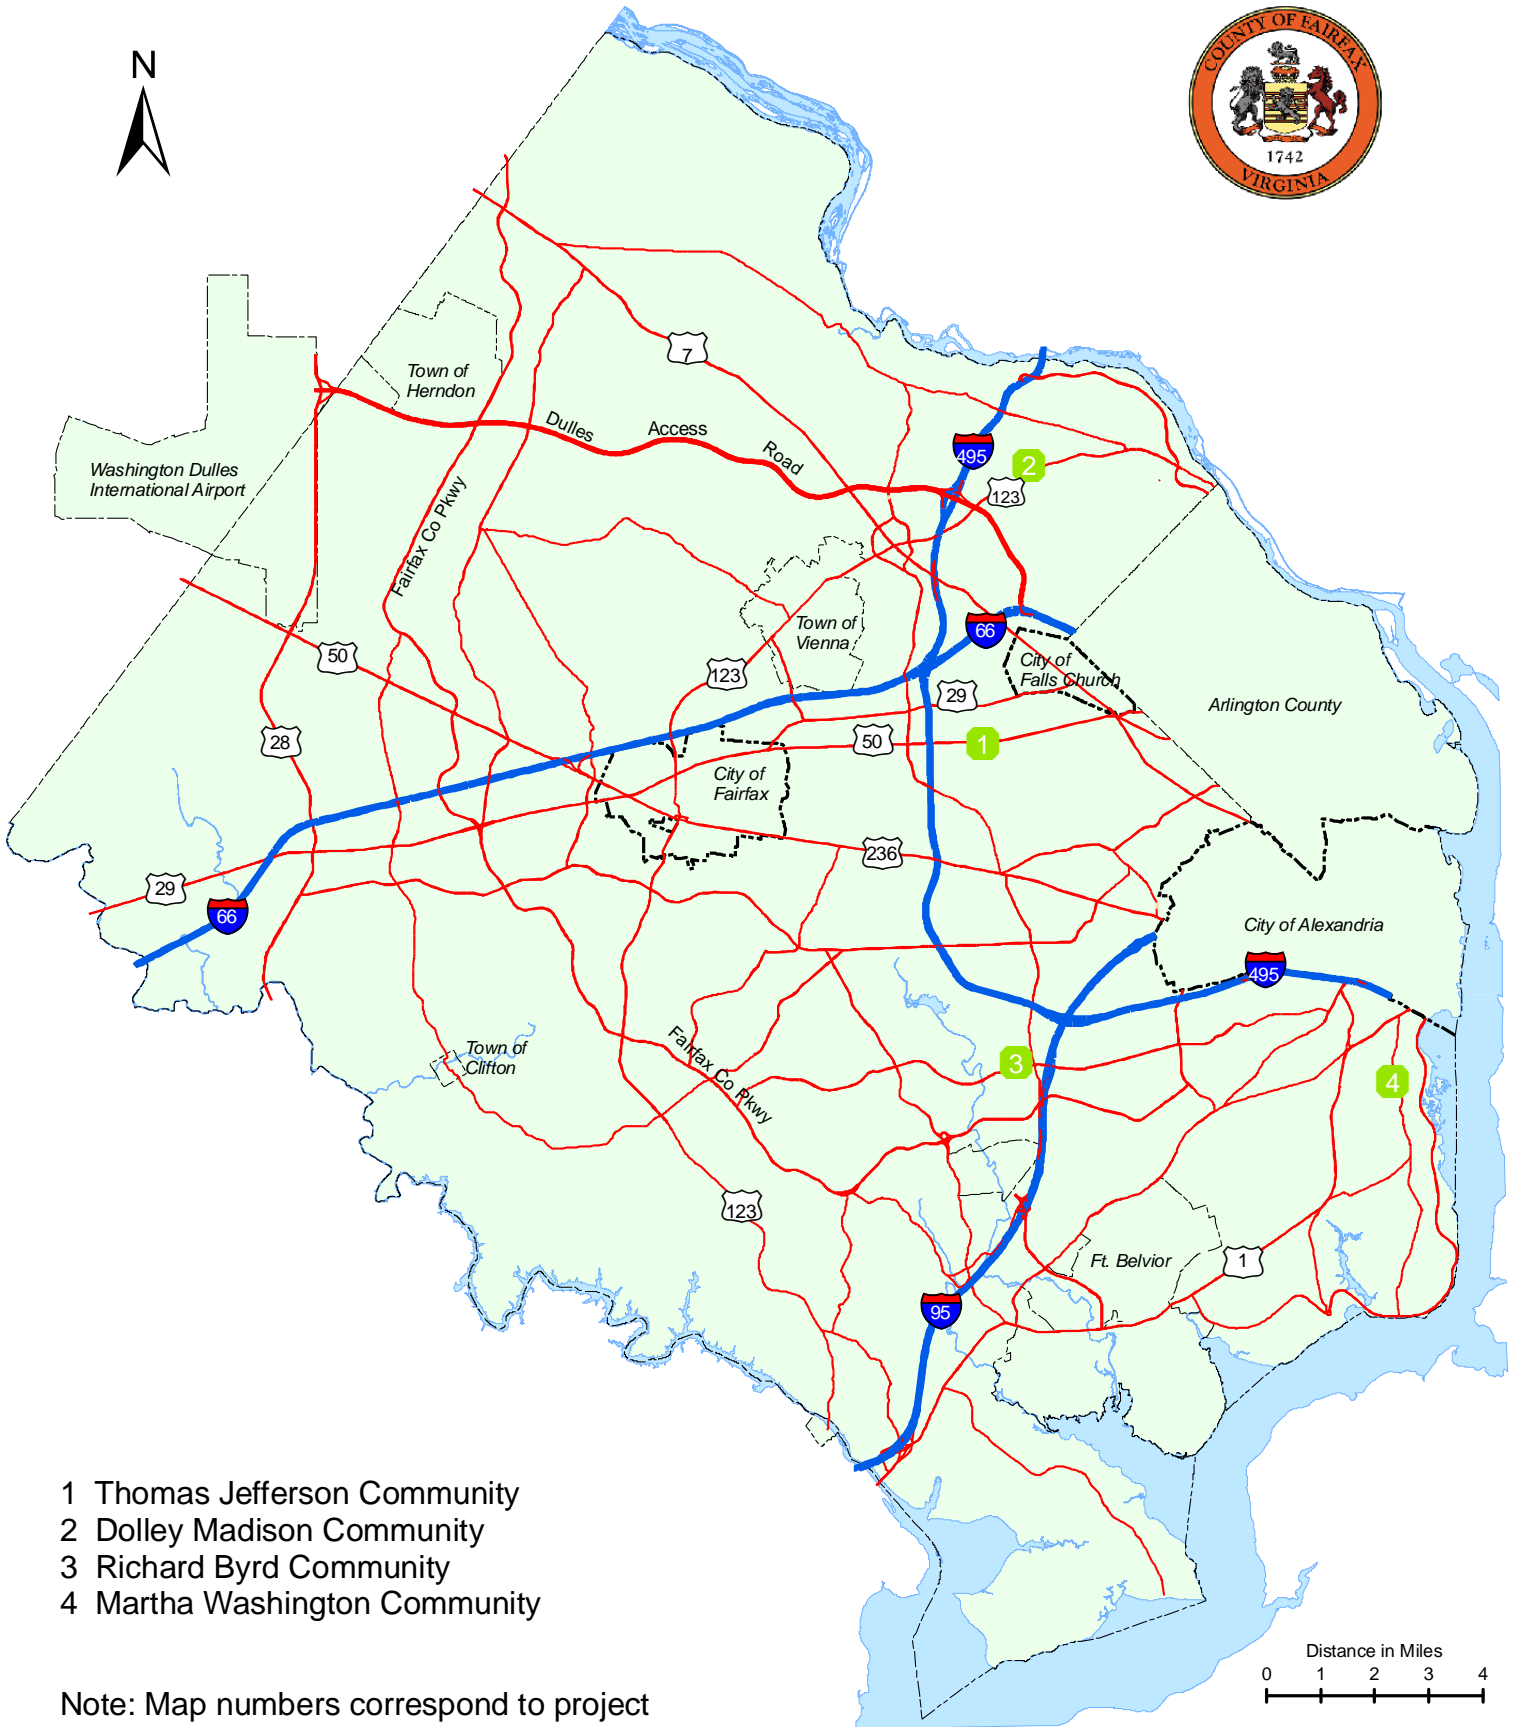 N
COUNTY OF FAIRFAX
1742
VIRGINIA
7
Town of
Herndon
Dulles Access Road
495
2
123
Washington Dulles
International Airport
Fairfax Co Pkwy
Town of
Vienna
66
City of
Falls Church
50
123
29
Arlington County
28
50
1
City of
Fairfax
236
29
66
City of Alexandria
495
Town of
Clifton
Fairfax Co Pkwy
3
4
123
Ft. Belvior
1
95
1 Thomas Jefferson Community
2 Dolley Madison Community
3 Richard Byrd Community
4 Martha Washington Community
Distance in Miles
0 1 2 3 4
Note: Map numbers correspond to project